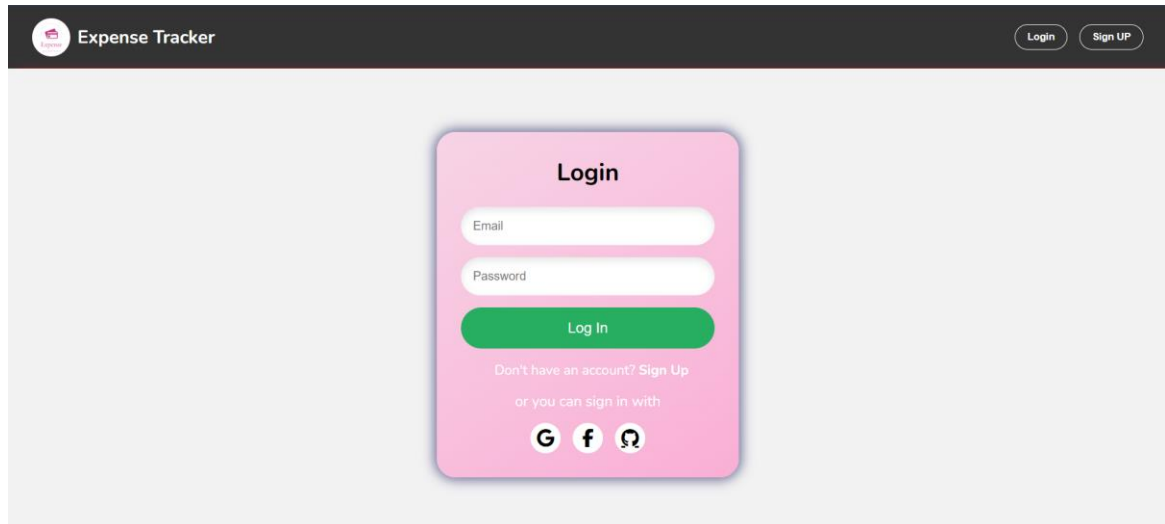 Expense
Expense Tracker
Login
Sign UP
Login
Email
Password
Log In
Don't have an account? Sign Up
or you can sign in with
G f